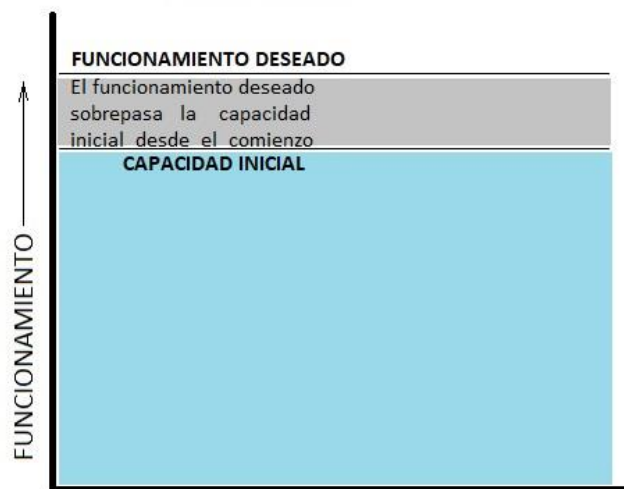 FUNCIONAMIENTO DESEADO
El funcionamiento deseado
sobrepasa la capacidad
inicial desde el comienzo
CAPACIDAD INICIAL
FUNCIONAMIENTO